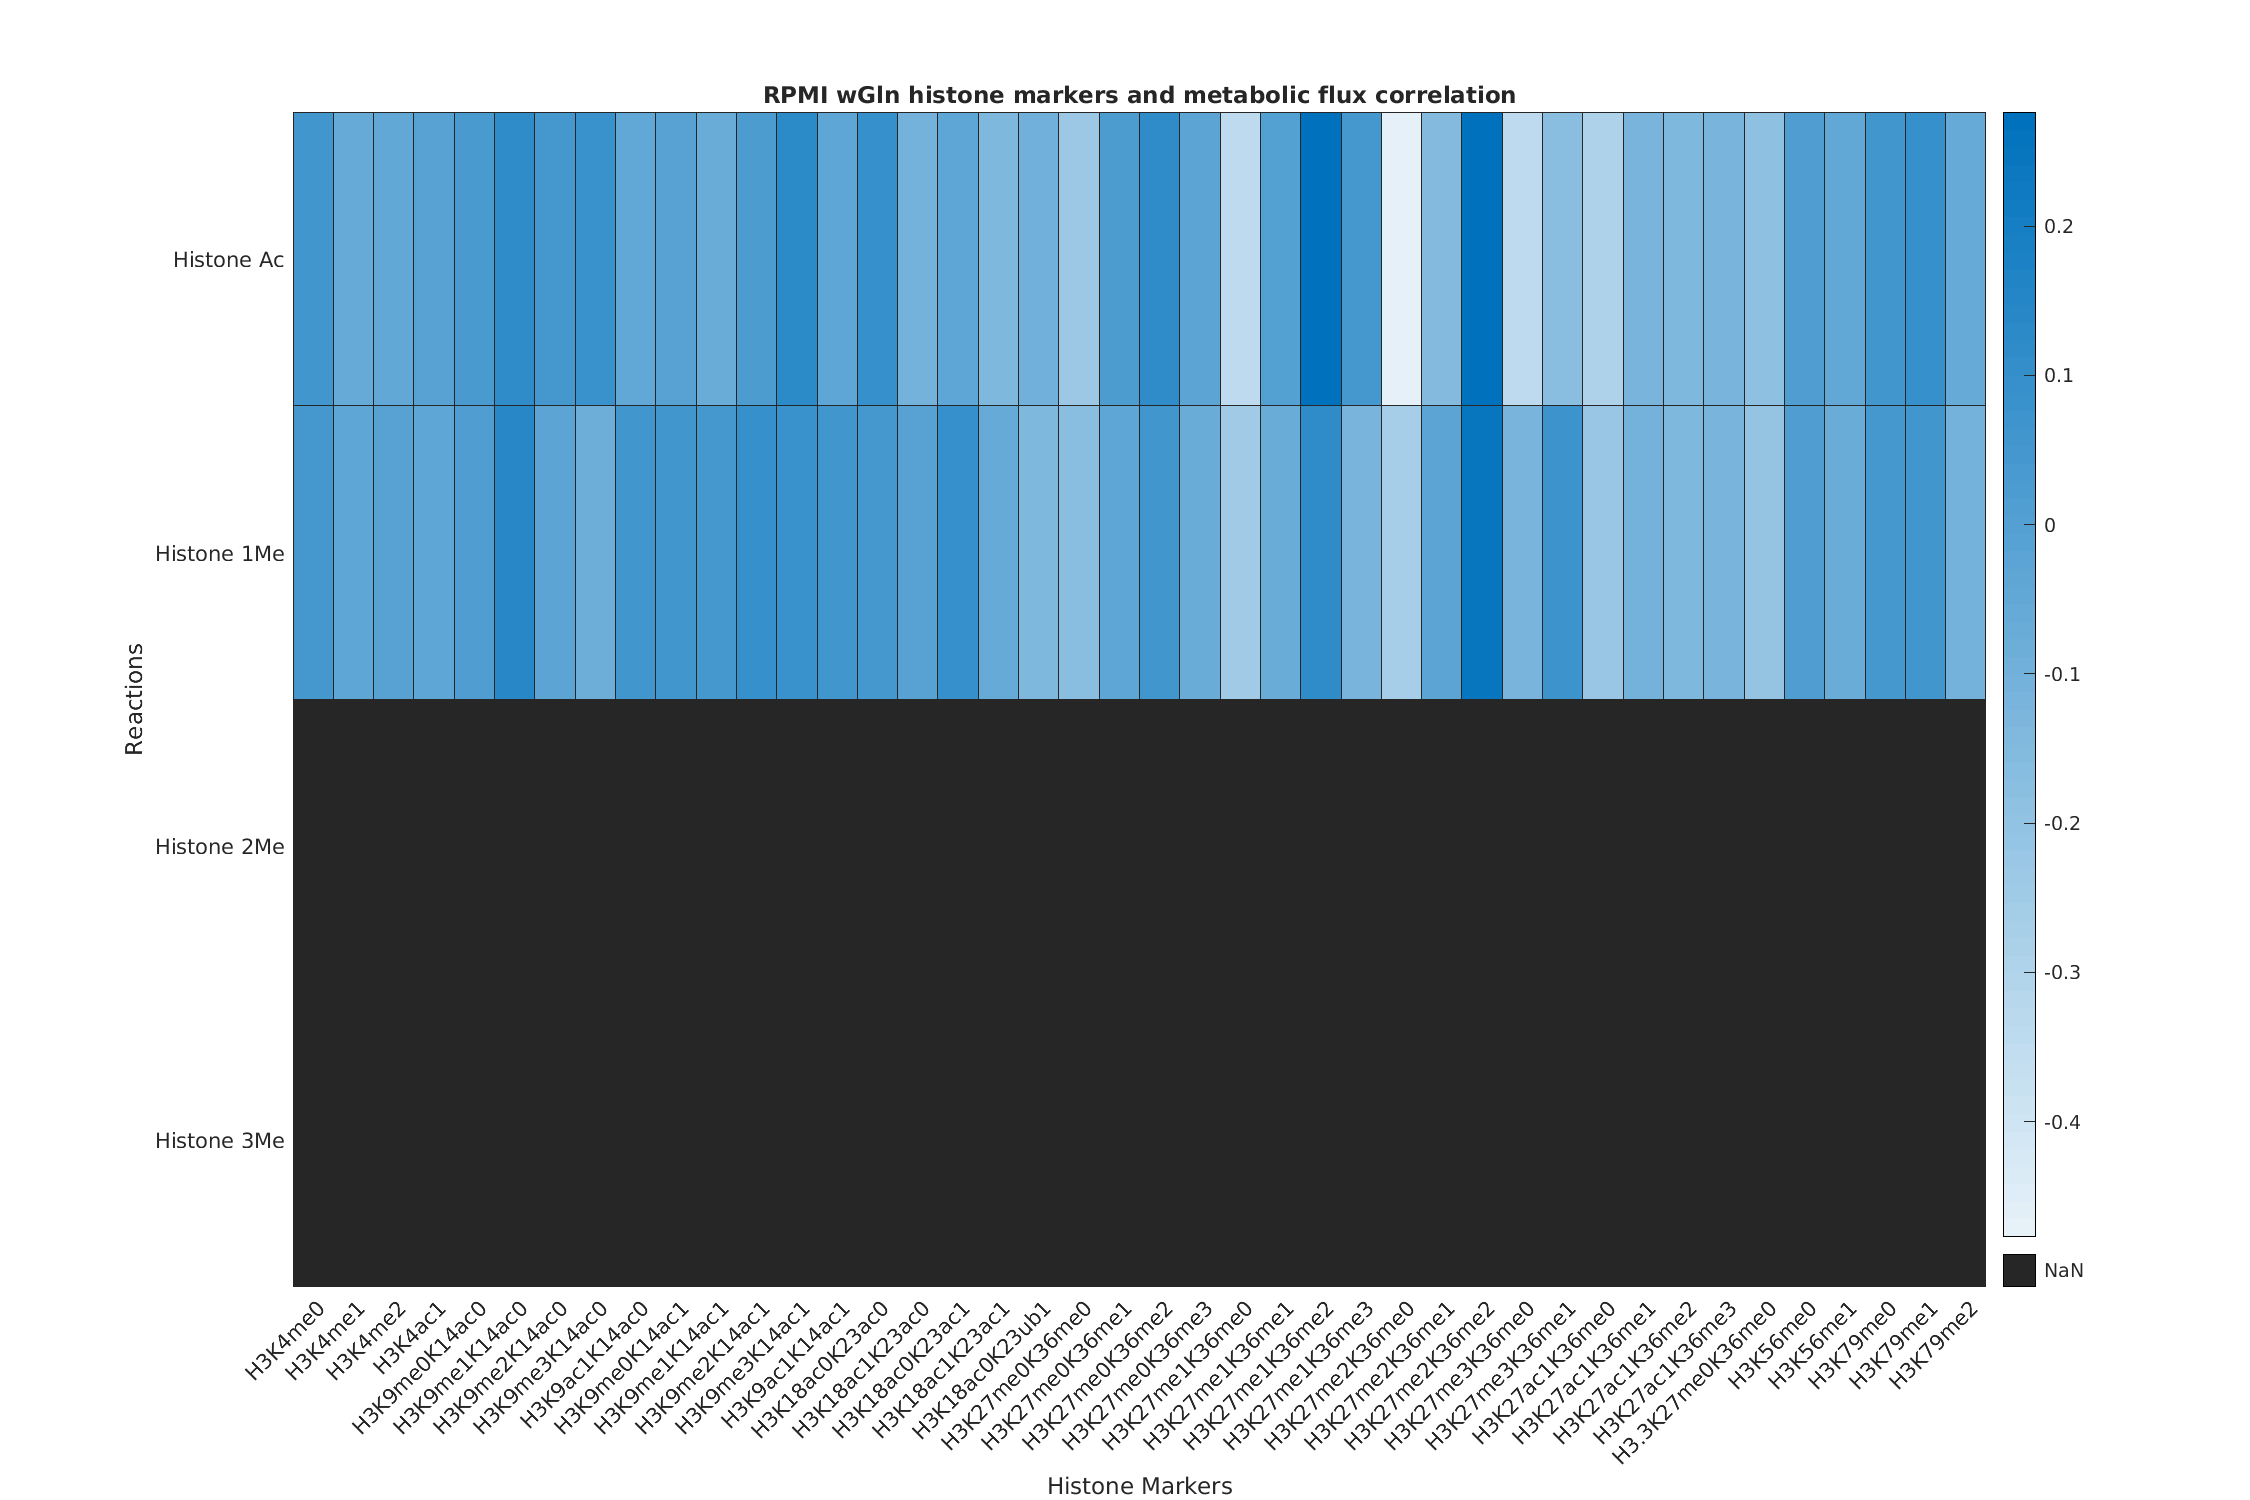 RPMI wGln histone markers and metabolic flux correlation
Reactions
Histone Ac
Histone 1Me
Histone 2Me
Histone 3Me
0.2
0.1
0
-0.1
-0.2
-0.3
-0.4
NaN
H3K4me0
H3K4me1
H3K4me2
H3K4ac1
H3K9me0K14ac0
H3K9me1K14ac0
H3K9me2K14ac0
H3K9me3K14ac0
H3K9ac1K14ac0
H3K9me0K14ac1
H3K9me1K14ac1
H3K9me2K14ac1
H3K9me3K14ac1
H3K9ac1K14ac1
H3K18ac0K23ac0
H3K18ac1K23ac0
H3K18ac0K23ac1
H3K18ac1K23ac1
H3K18ac0K23ub1
H3K27me0K36me0
H3K27me0K36me1
H3K27me0K36me2
H3K27me0K36me3
H3K27me1K36me0
H3K27me1K36me1
H3K27me1K36me2
H3K27me1K36me3
H3K27me2K36me0
H3K27me2K36me1
H3K27me2K36me2
H3K27me3K36me0
H3K27me3K36me1
H3K27ac1K36me0
H3K27ac1K36me1
H3K27ac1K36me2
H3K27ac1K36me3
H3.3K27me0K36me0
H3K56me0
H3K56me1
H3K79me0
H3K79me1
H3K79me2
Histone Markers